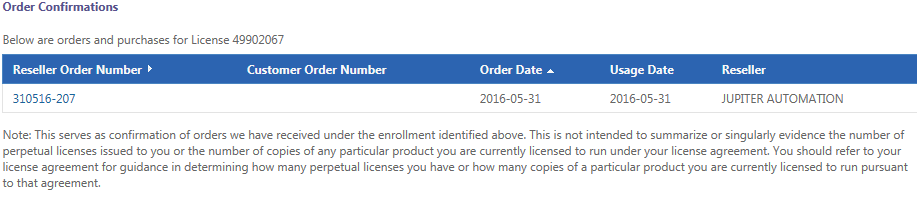 Order Confirmations
Below are orders and purchases for License 49902067
Reseller Order Number Customer Order Number Order Date Usage Date Reseller
310516-207 2016-05-31 2016-05-31 JUPITER AUTOMATION
Note: This serves as confirmation of orders we have received under the enrollment identified above. This is not intended to summarize or singularly evidence the number of
perpetual licenses issued to you or the number of copies of any particular product you are currently licensed to run under your license agreement. You should refer to your
license agreement for guidance in determining how many perpetual licenses you have or how many copies of a particular product you are currently licensed to run pursuant
to that agreement.